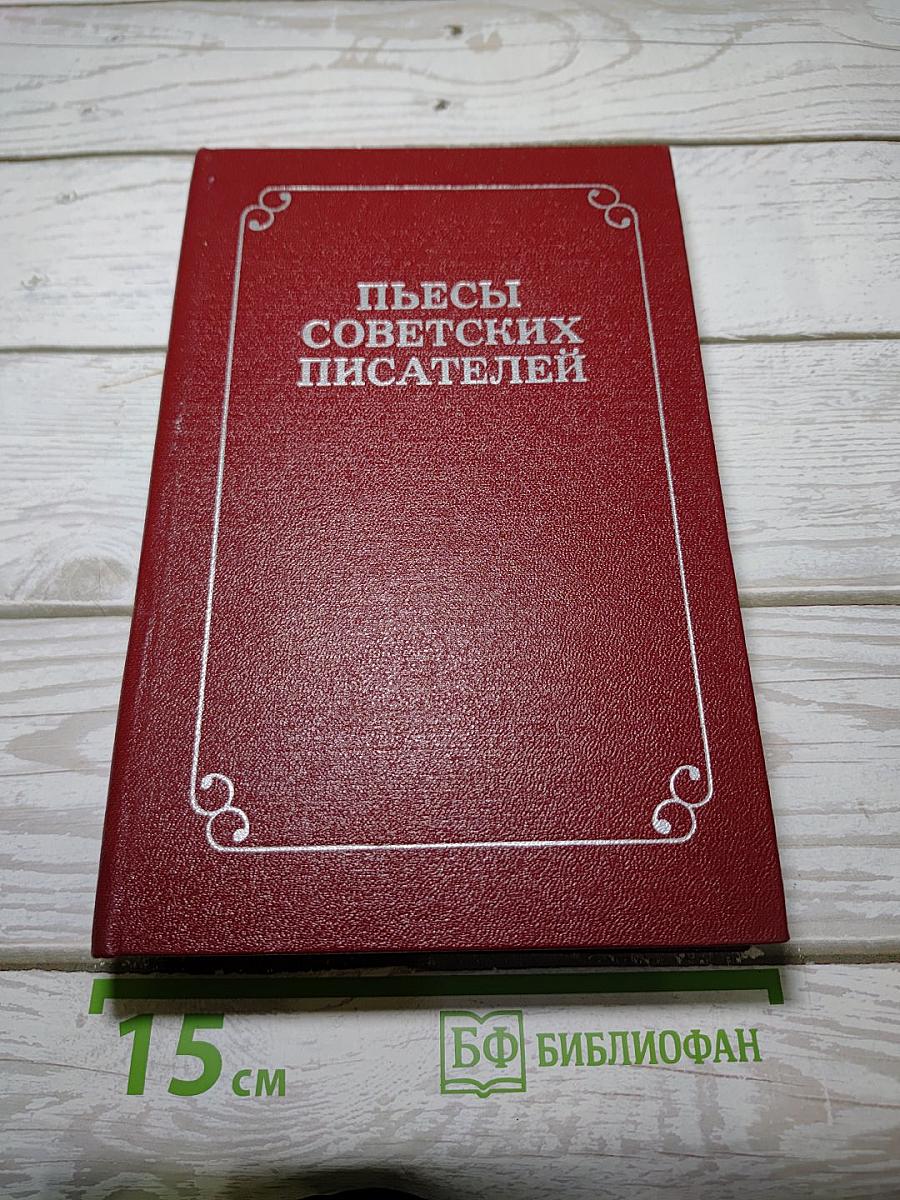 ПЬЕСЫ
СОВЕТСКИХ
ПИСАТЕЛЕЙ
15 см
БФ БИБЛИОФАН